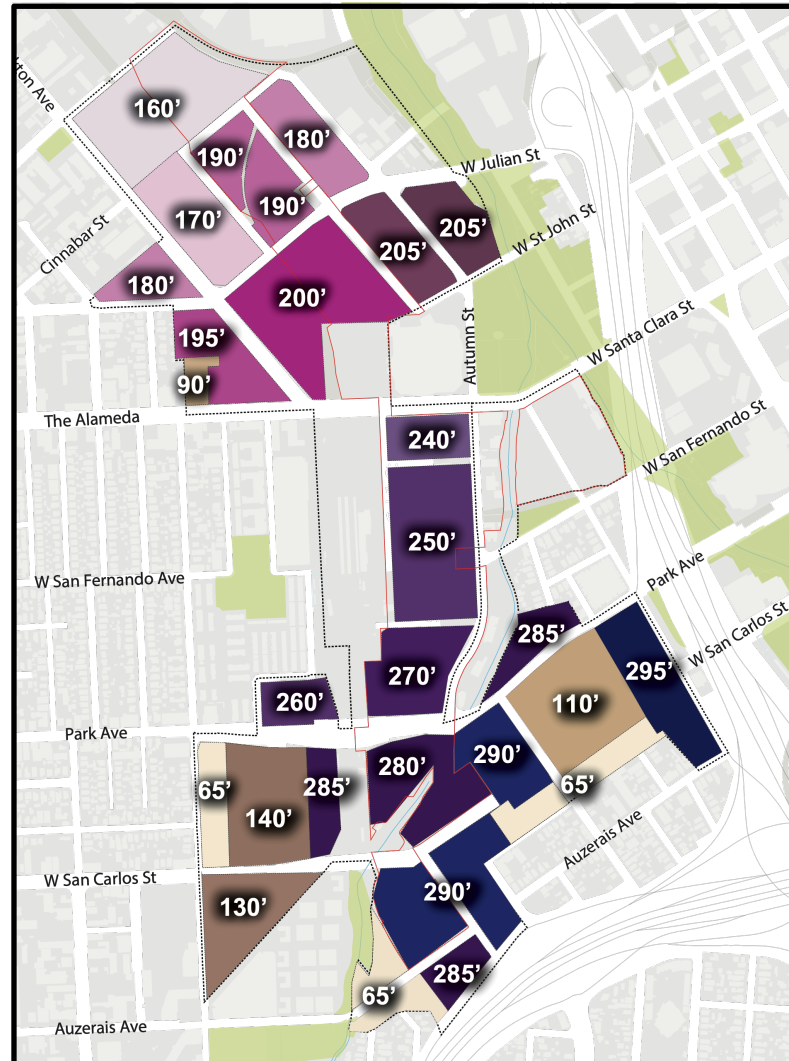 kton Ave
160’
180’
190’
W Julian St
190’
170’
Cinnabar St
205’
205’
W St John St
180’
200’
195’
Autumn St
W Santa Clara St
90’
The Alameda
240’
W San Fernando St
250’
W San Fernando Ave
Park Ave
285’
W San Carlos St
270’
295’
260’
110’
Park Ave
280’
290’
65’
285’
65’
140’
Auzerais Ave
W San Carlos St
290’
130’
285’
65’
Auzerais Ave